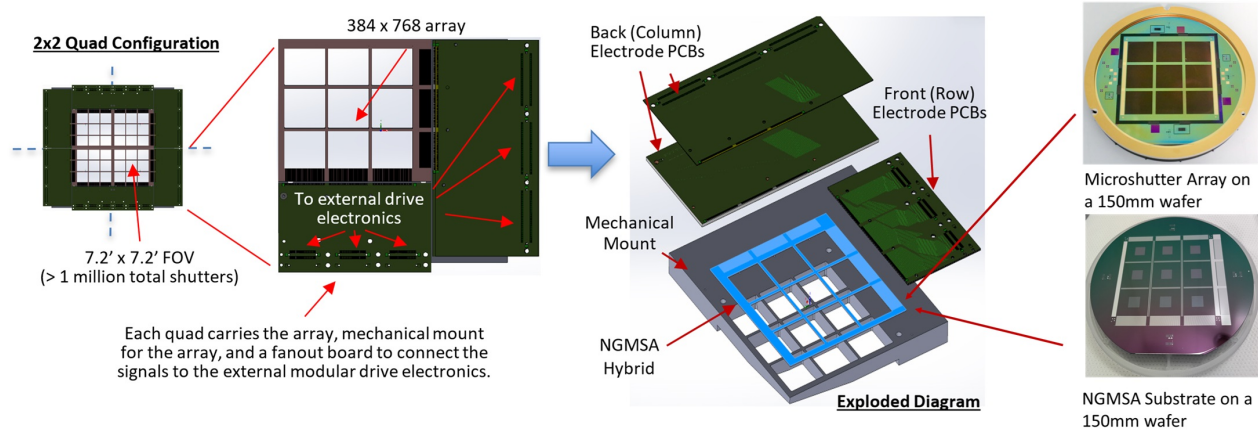 2x2 Quad Configuration
7.2’ x 7.2’ FOV
(> 1 million total shutters)
384 x 768 array
To external drive
electronics
Each quad carries the array, mechanical mount
for the array, and a fanout board to connect the
signals to the external modular drive electronics.
Back (Column)
Electrode PCBs
Front (Row)
Electrode PCBs
Mechanical
Mount
NGMSA
Hybrid
Exploded Diagram
Microshutter Array on
a 150mm wafer
NGMSA Substrate on a
150mm wafer